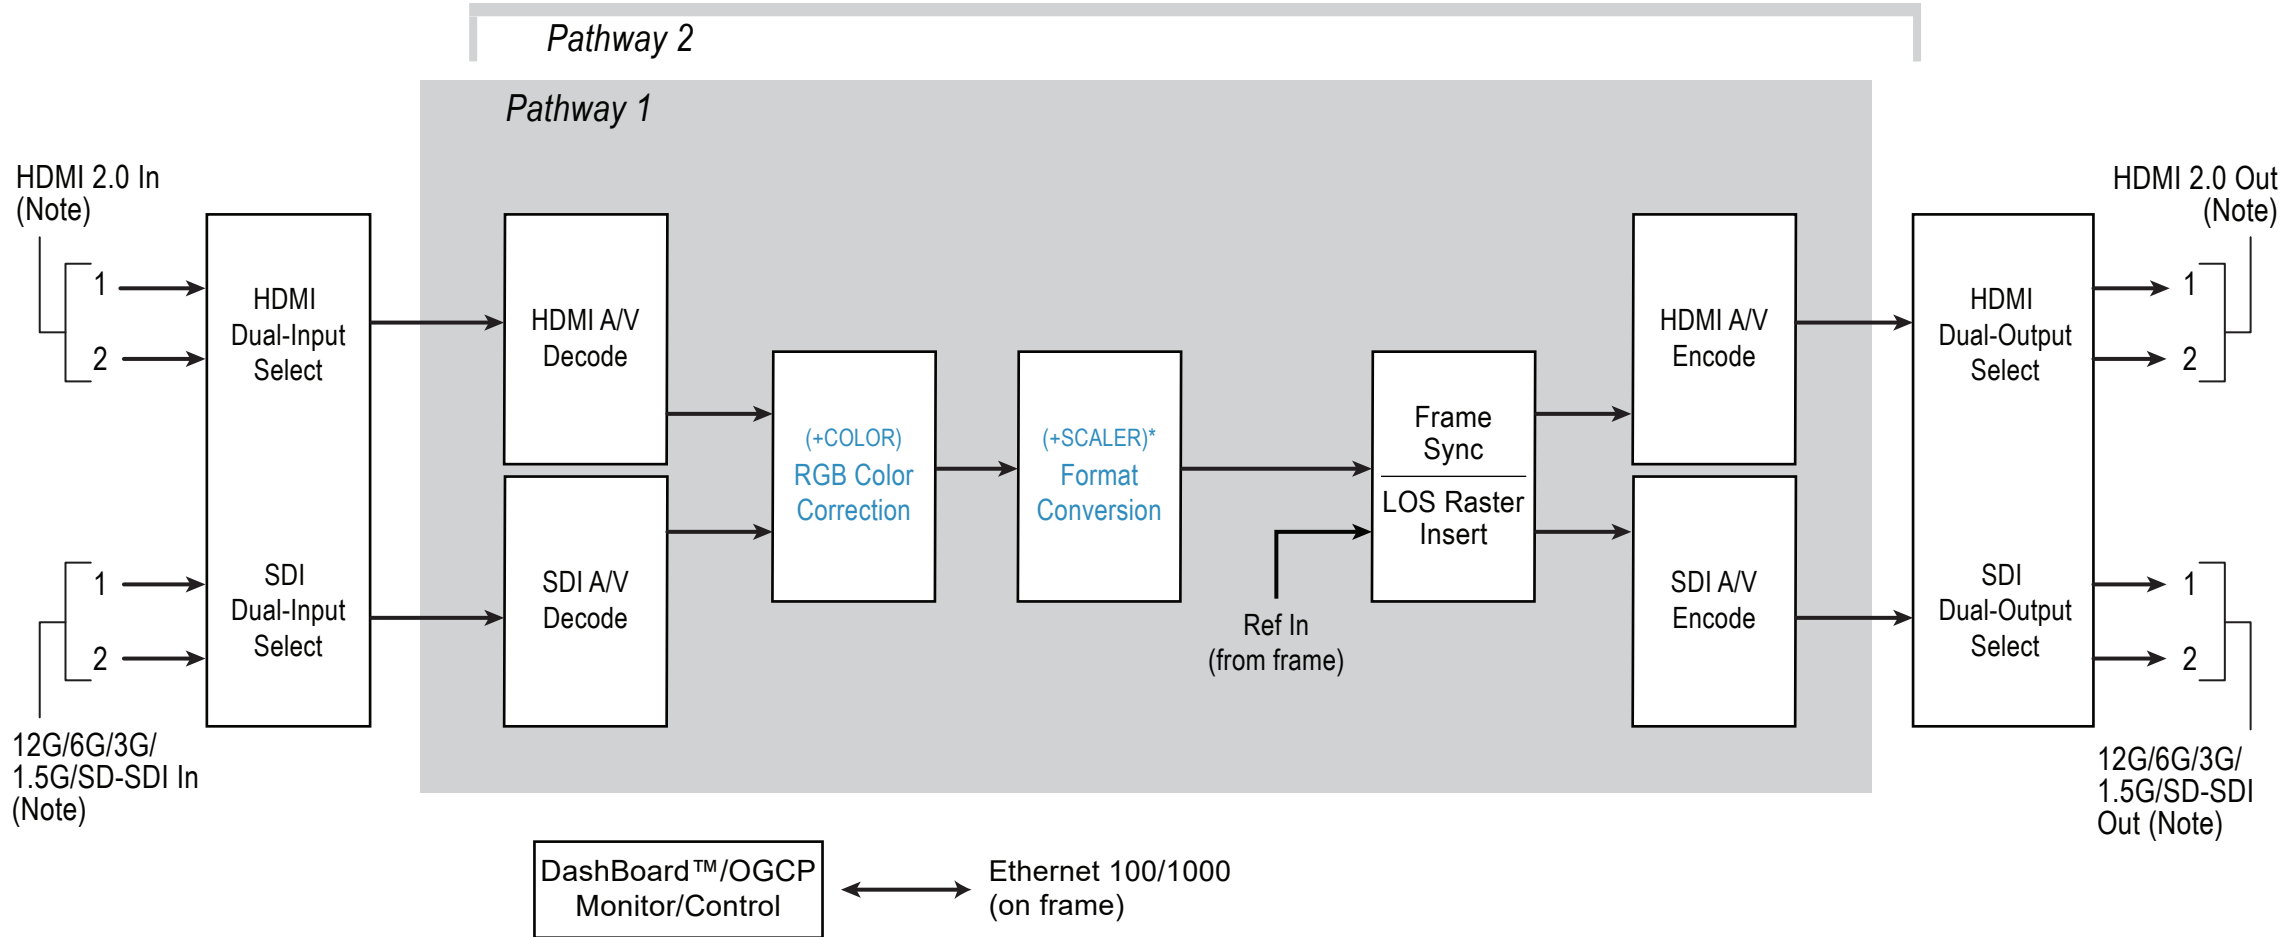 Pathway 2
Pathway 1
HDMI 2.0 In
(Note)
1
2
HDMI
Dual-Input
Select
SDI
Dual-Input
Select
1
2
12G/6G/3G/
1.5G/SD-SDI In
(Note)
HDMI A/V
Decode
SDI A/V
Decode
(+COLOR)
RGB Color
Correction
(+SCALER)*
Format
Conversion
Frame
Sync
LOS Raster
Insert
Ref In
(from frame)
HDMI A/V
Encode
SDI A/V
Encode
HDMI
Dual-Output
Select
SDI
Dual-Output
Select
HDMI 2.0 Out
(Note)
1
2
1
2
12G/6G/3G/
1.5G/SD-SDI
Out (Note)
DashBoard™/OGCP
Monitor/Control
Ethernet 100/1000
(on frame)